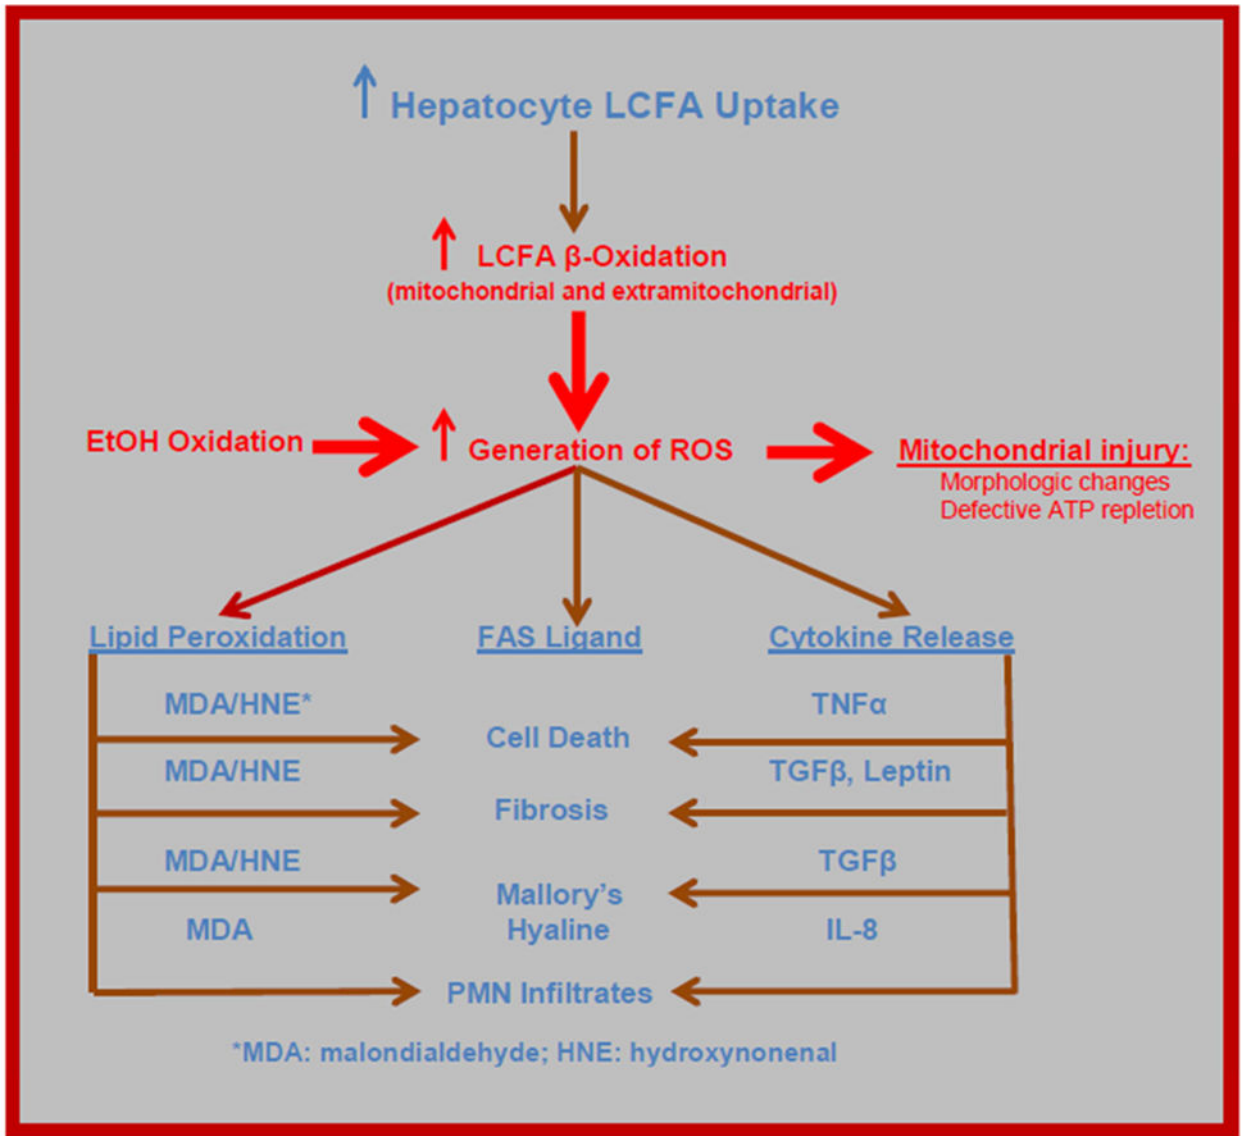 Hepatocyte LCFA Uptake
LCFA β-Oxidation
(mitochondrial and extramitochondrial)
EtOH Oxidation
Generation of ROS
Mitochondrial injury:
Morphologic changes
Defective ATP repletion
Lipid Peroxidation
FAS Ligand
Cytokine Release
MDA/HNE*
TNFα
Cell Death
MDA/HNE
TGFβ, Leptin
Fibrosis
MDA/HNE
TGFβ
Mallory's
Hyaline
MDA
IL-8
PMN Infiltrates
*MDA: malondialdehyde; HNE: hydroxynonenal